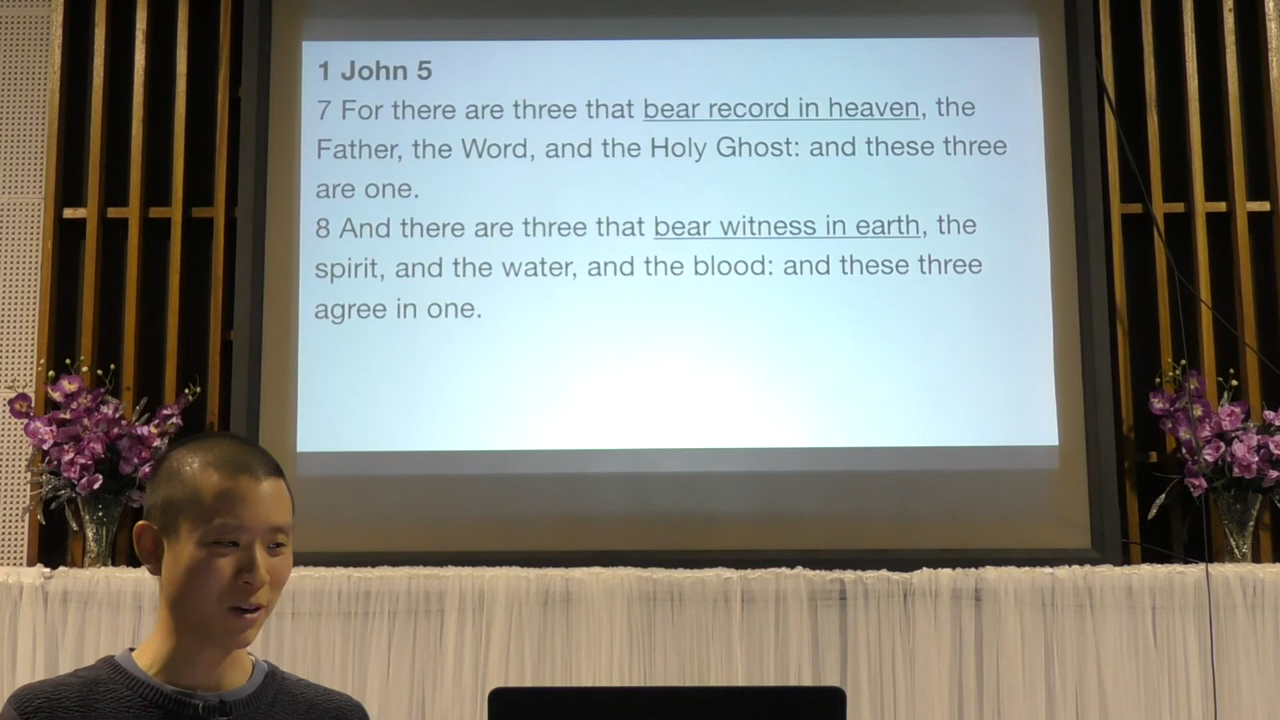 1 John 5
7 For there are three that bear record in heaven, the
Father, the Word, and the Holy Ghost: and these three
are one.
8 And there are three that bear witness in earth, the
spirit, and the water, and the blood: and these three
agree in one.